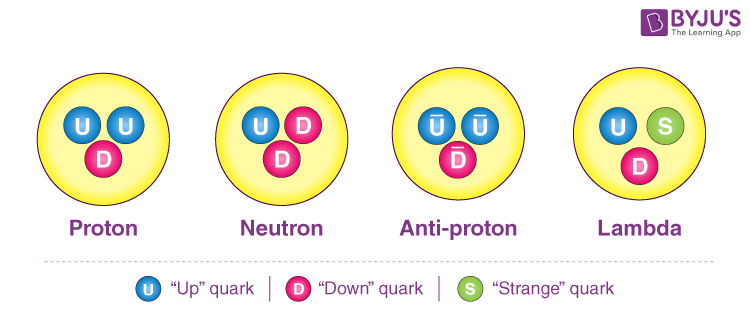 BYJU'S
The Learning App
U U
D
U D
D
Ū Ū
D̄
U S
D
Proton Neutron Anti-proton Lambda
U "Up" quark D "Down" quark S "Strange" quark